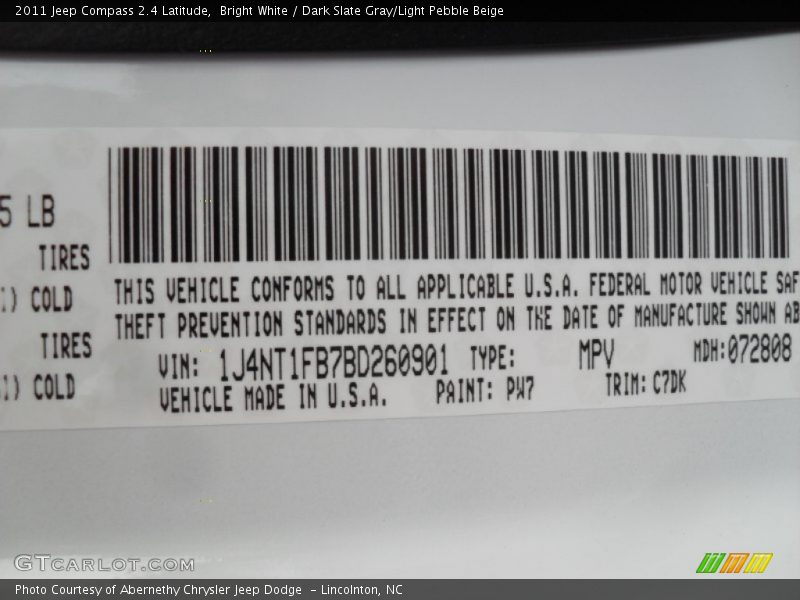 2011 Jeep Compass 2.4 Latitude,  Bright White / Dark Slate Gray/Light Pebble Beige
5 LB
TIRES
COLD
TIRES
COLD
THIS VEHICLE CONFORMS TO ALL APPLICABLE U.S.A. FEDERAL MOTOR VEHICLE SAF
THEFT PREVENTION STANDARDS IN EFFECT ON THE DATE OF MANUFACTURE SHOWN AB
VIN: 1J4NT1FB7BD260901 TYPE: MPV MDH:072808
VEHICLE MADE IN U.S.A. PAINT: PW7 TRIM: C7DK
GTCARLOT.COM
Photo Courtesy of Abernethy Chrysler Jeep Dodge  - Lincolnton, NC